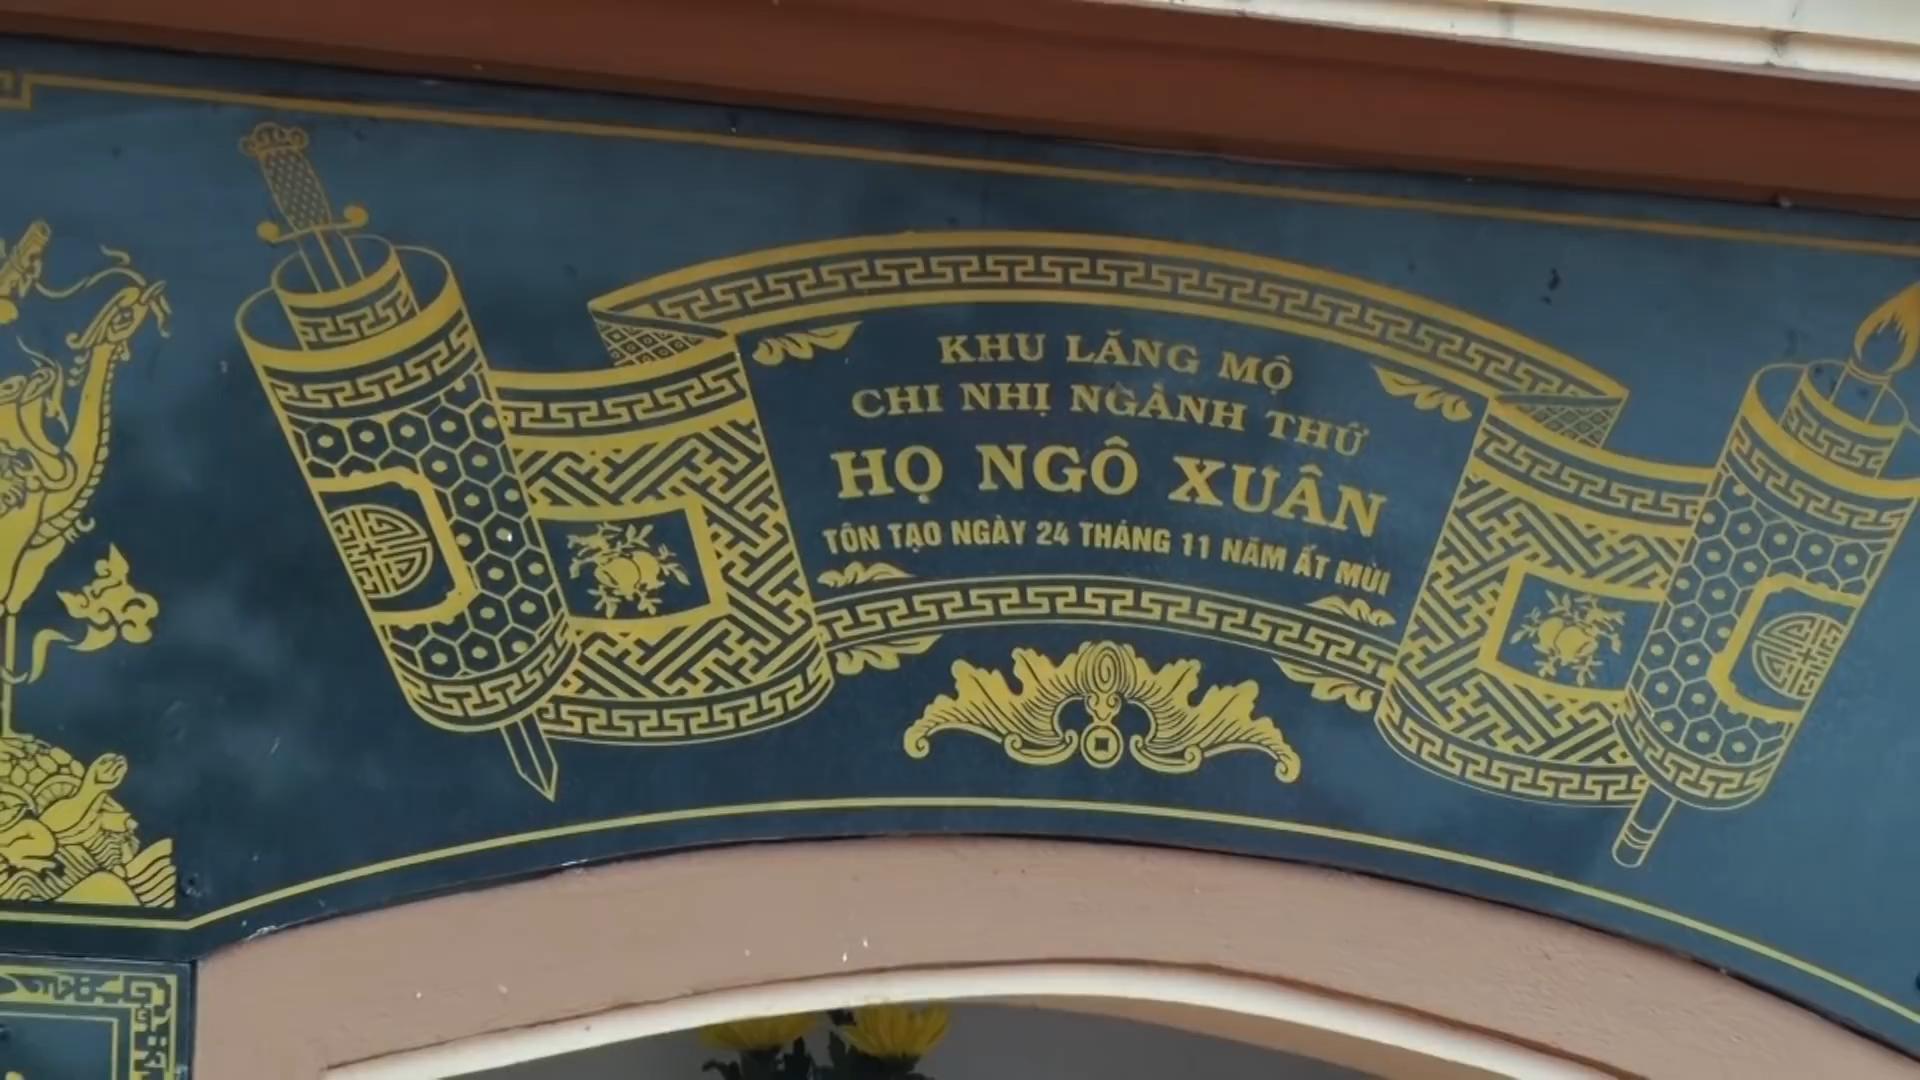 KHU LĂNG MỘ
CHI NHỊ NGÀNH THỨ
HỌ NGÔ XUÂN
TÔN TẠO NGÀY 24 THÁNG 11 NĂM ẤT MÙI